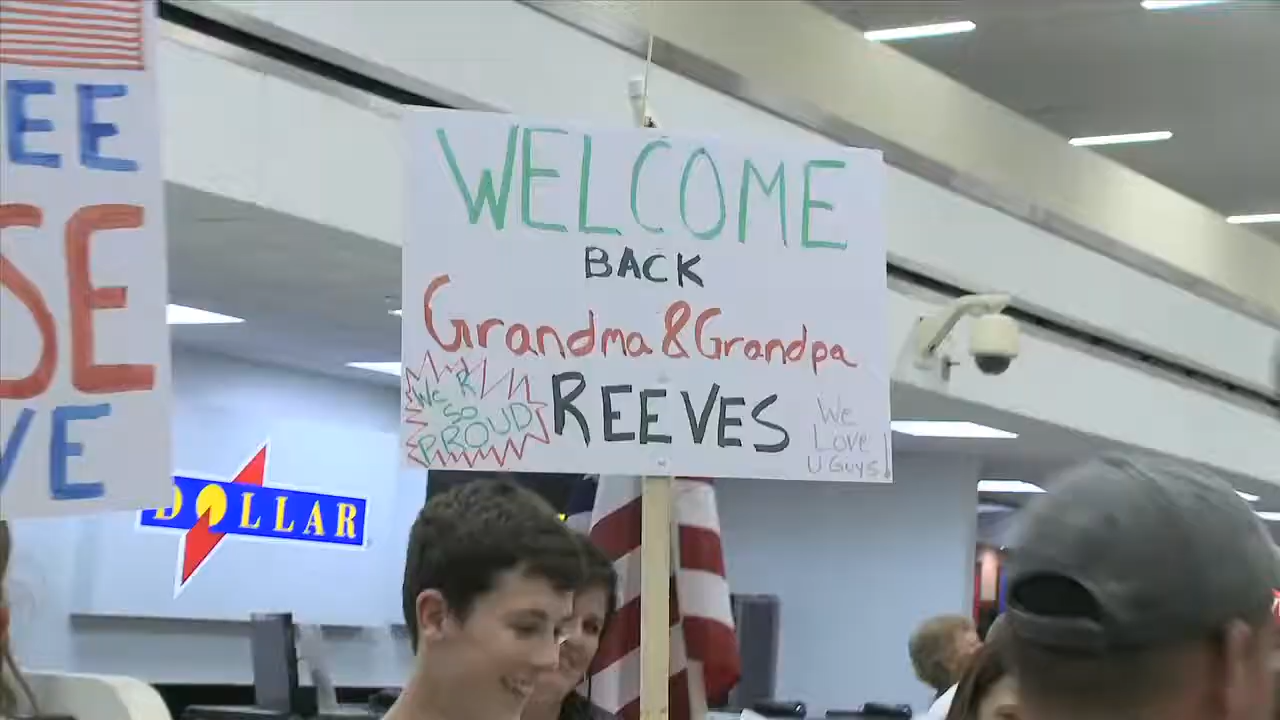 EE
SE
VE
WELCOME
BACK
Grandma & Grandpa
REEVES
We R
SO
PROUD
We
Love
U Guys!
DOLLAR